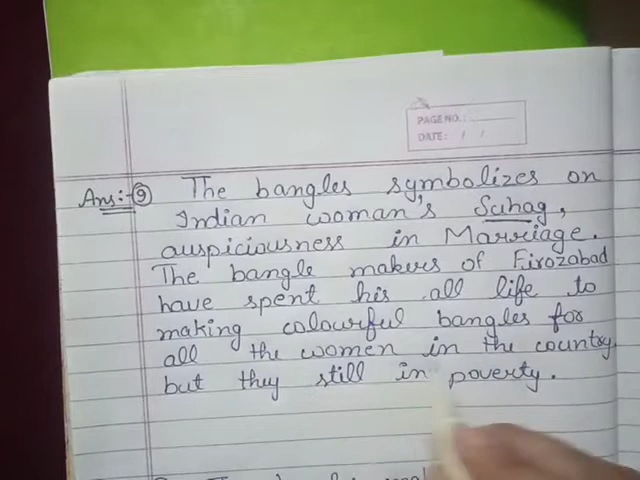 PAGE NO.:
DATE: / /
Ans:- 9 The bangles symbolizes on
Indian woman's Suhag,
auspiciousness in Marriage.
The bangle makers of Firozabad
have spent his all life to
making colourful bangles for
all the women in the country
but they still in poverty.